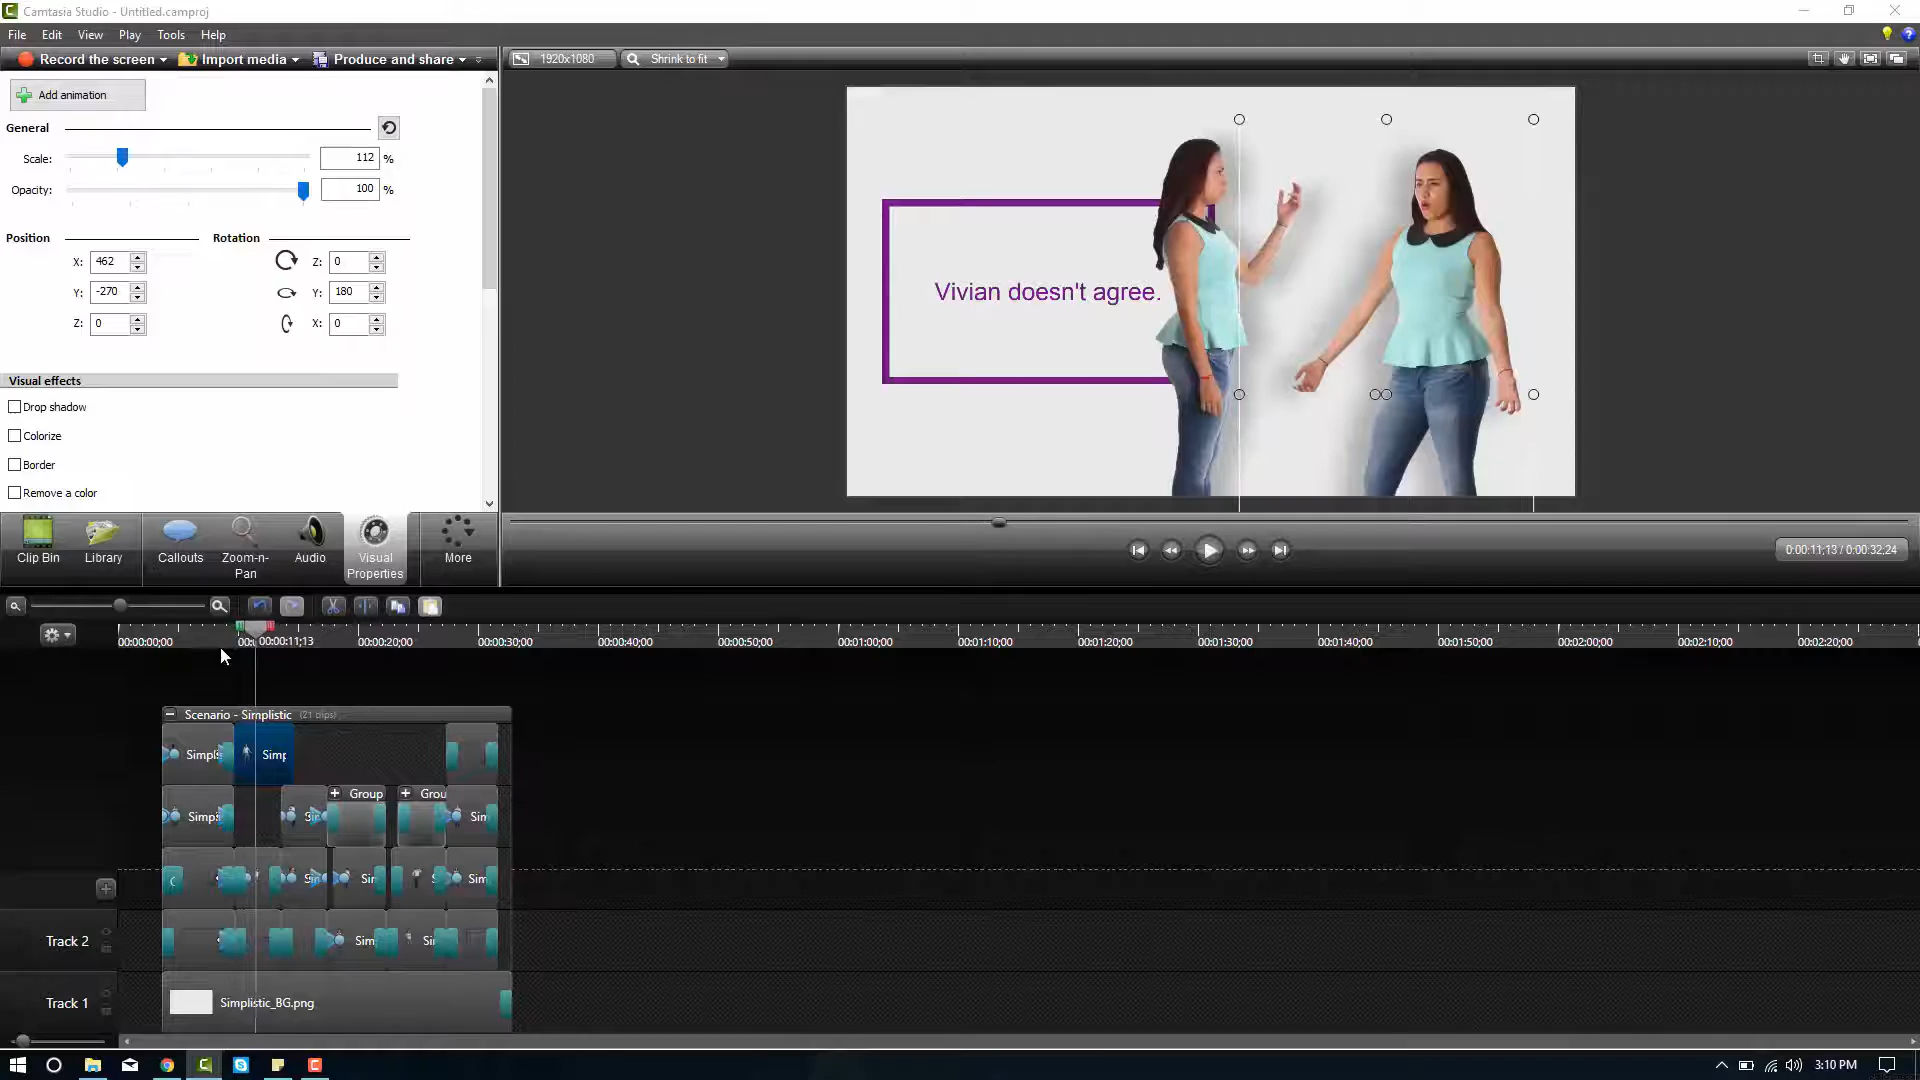 Camtasia Studio - Untitled.camproj
File Edit View Play Tools Help
Record the screen Import media Produce and share 1920x1080 Shrink to fit
Add animation
General
Scale: 112 %
Opacity: 100 %
Position Rotation
X: 462 Z: 0
Y: -270 Y: 180
Z: 0 X: 0
Visual effects
Drop shadow
Colorize
Border
Remove a color
Vivian doesn't agree.
Clip Bin Library Callouts Zoom-n-Pan Audio Visual Properties More
0:00:11;13 / 0:00:32;24
00:00:00;00 00:00:11;13 00:00:20;00 00:00:30;00 00:00:40;00 00:00:50;00 00:01:00;00 00:01:10;00 00:01:20;00 00:01:30;00 00:01:40;00 00:01:50;00 00:02:00;00 00:02:10;00 00:02:20;00
Scenario - Simplistic (21 clips)
Simplis Simp
Group Grou
Simp Sim
Sim Sim
Track 2 Sim
Track 1 Simplistic_BG.png
3:10 PM